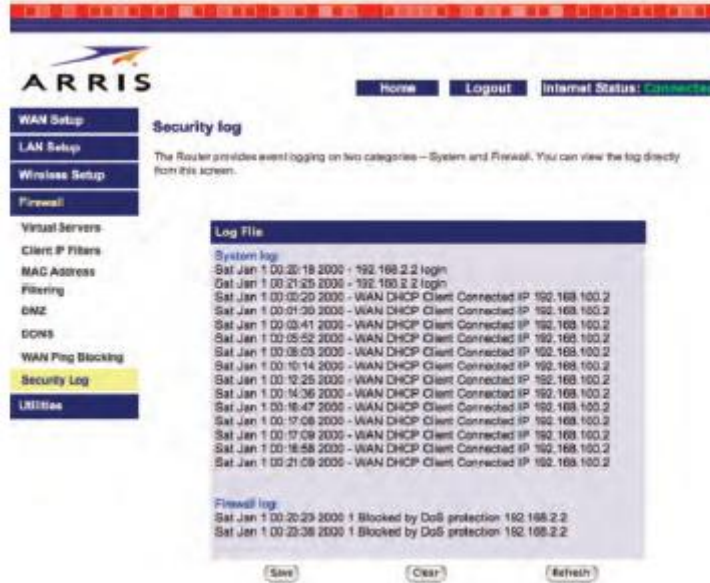 ARRIS
Home
Logout
Internet Status: Connected
WAN Setup
LAN Setup
Wireless Setup
Firewall
Virtual Servers
Client IP Filters
MAC Address
Filtering
DMZ
DDNS
WAN Ping Blocking
Security Log
Utilities
Security log
The Router provides event logging on two categories – System and Firewall. You can view the log directly
from this screen.
Log File
System log:
Sat Jan 1 00:20:18 2000 - 192.168.2.2 login
Sat Jan 1 00:21:25 2000 - 192.168.2.2 login
Sat Jan 1 00:00:20 2000 - WAN DHCP Client Connected IP 192.168.100.2
Sat Jan 1 00:01:30 2000 - WAN DHCP Client Connected IP 192.168.100.2
Sat Jan 1 00:03:41 2000 - WAN DHCP Client Connected IP 192.168.100.2
Sat Jan 1 00:05:52 2000 - WAN DHCP Client Connected IP 192.168.100.2
Sat Jan 1 00:08:03 2000 - WAN DHCP Client Connected IP 192.168.100.2
Sat Jan 1 00:10:14 2000 - WAN DHCP Client Connected IP 192.168.100.2
Sat Jan 1 00:12:25 2000 - WAN DHCP Client Connected IP 192.168.100.2
Sat Jan 1 00:14:36 2000 - WAN DHCP Client Connected IP 192.168.100.2
Sat Jan 1 00:16:47 2000 - WAN DHCP Client Connected IP 192.168.100.2
Sat Jan 1 00:17:08 2000 - WAN DHCP Client Connected IP 192.168.100.2
Sat Jan 1 00:17:09 2000 - WAN DHCP Client Connected IP 192.168.100.2
Sat Jan 1 00:18:58 2000 - WAN DHCP Client Connected IP 192.168.100.2
Sat Jan 1 00:21:09 2000 - WAN DHCP Client Connected IP 192.168.100.2
Firewall log:
Sat Jan 1 00:20:23 2000 1 Blocked by DoS protection 192.168.2.2
Sat Jan 1 00:23:38 2000 1 Blocked by DoS protection 192.168.2.2
Save
Clear
Refresh